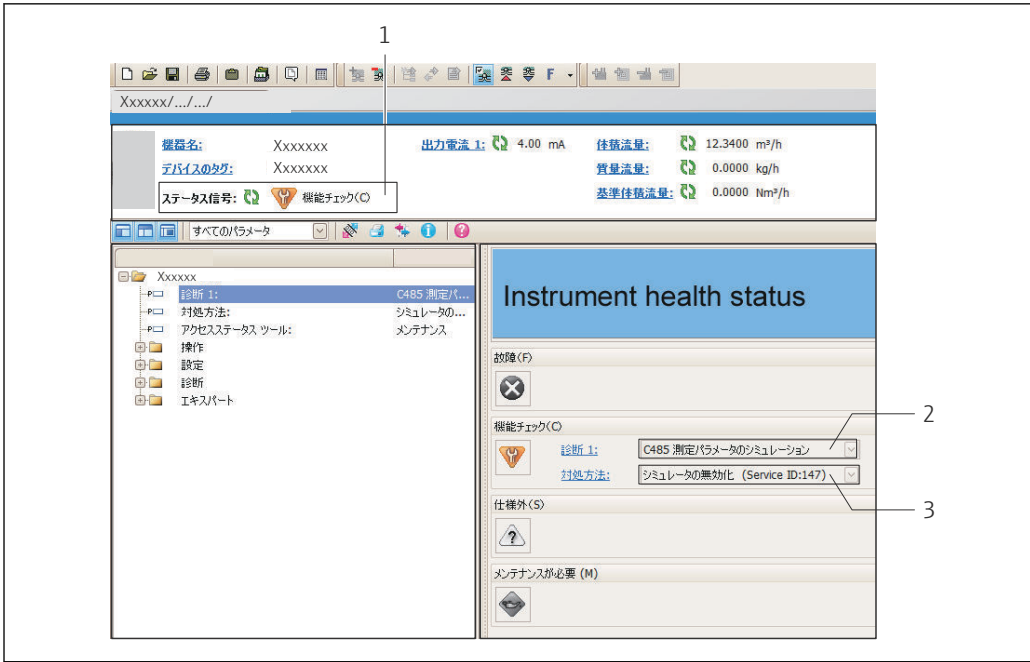 1
F
Xxxxxx/.../.../
機器名: Xxxxxxx 出力電流 1: 4.00 mA 体積流量: 12.3400 m³/h
デバイスのタグ: Xxxxxxx 質量流量: 0.0000 kg/h
ステータス信号: 機能チェック(C) 基準体積流量: 0.0000 Nm³/h
すべてのパラメータ
Xxxxxx
診断 1: C485 測定パ...
対処方法: シミュレータの...
アクセスステータス ツール: メンテナンス
操作
設定
診断
エキスパート
Instrument health status
故障(F)
機能チェック(C)
診断 1: C485 測定パラメータのシミュレーション
2
対処方法: シミュレータの無効化 (Service ID:147)
3
仕様外(S)
メンテナンスが必要 (M)